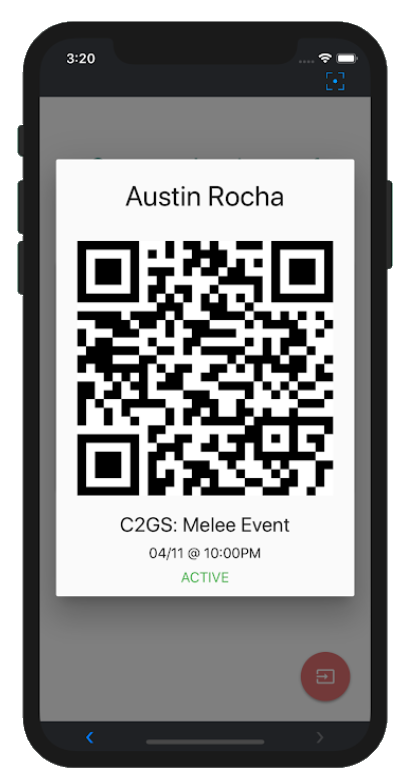 3:20
Austin Rocha
C2GS: Melee Event
04/11 @ 10:00PM
ACTIVE